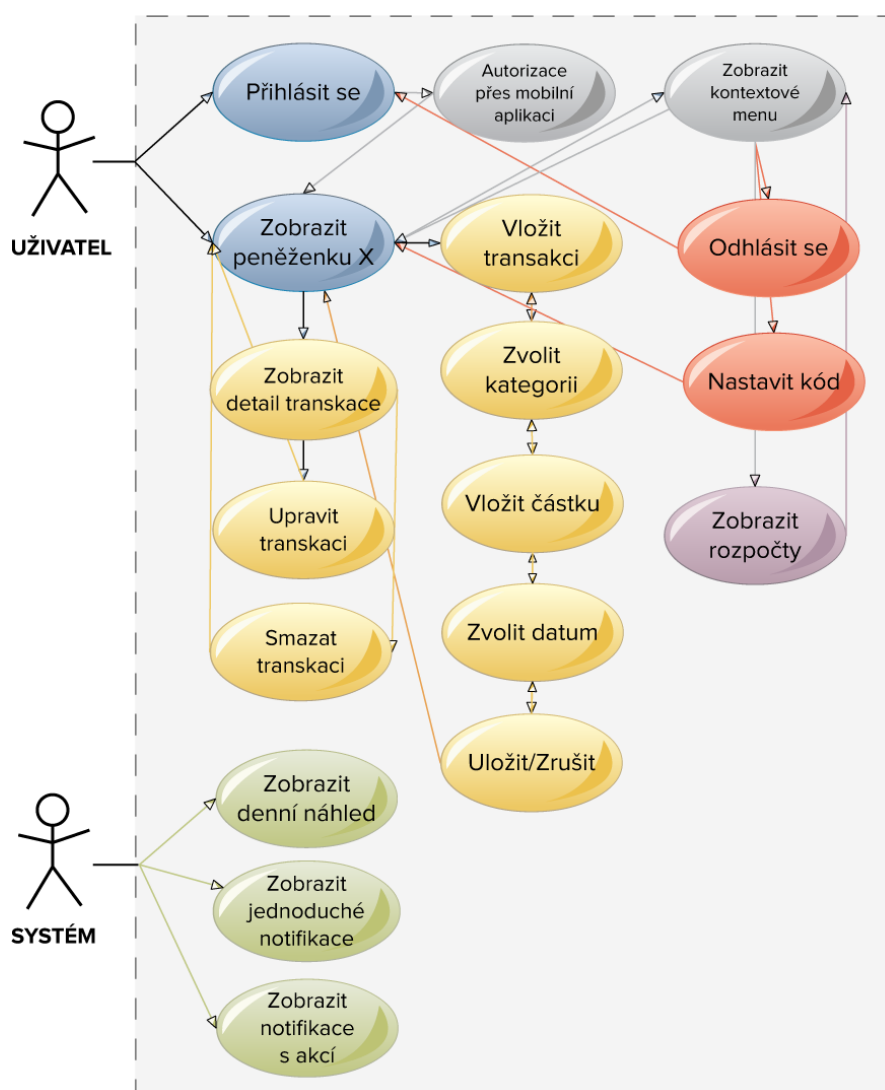 Přihlásit se
Autorizace
přes mobilní
aplikaci
Zobrazit
kontextové
menu
UŽIVATEL
Zobrazit
peněženku X
Vložit
transakci
Odhlásit se
Zvolit
kategorii
Zobrazit
detail transkace
Nastavit kód
Vložit částku
Upravit
transkaci
Zobrazit
rozpočty
Smazat
transkaci
Zvolit datum
Uložit/Zrušit
Zobrazit
denní náhled
SYSTÉM
Zobrazit
jednoduché
notifikace
Zobrazit
notifikace
s akcí